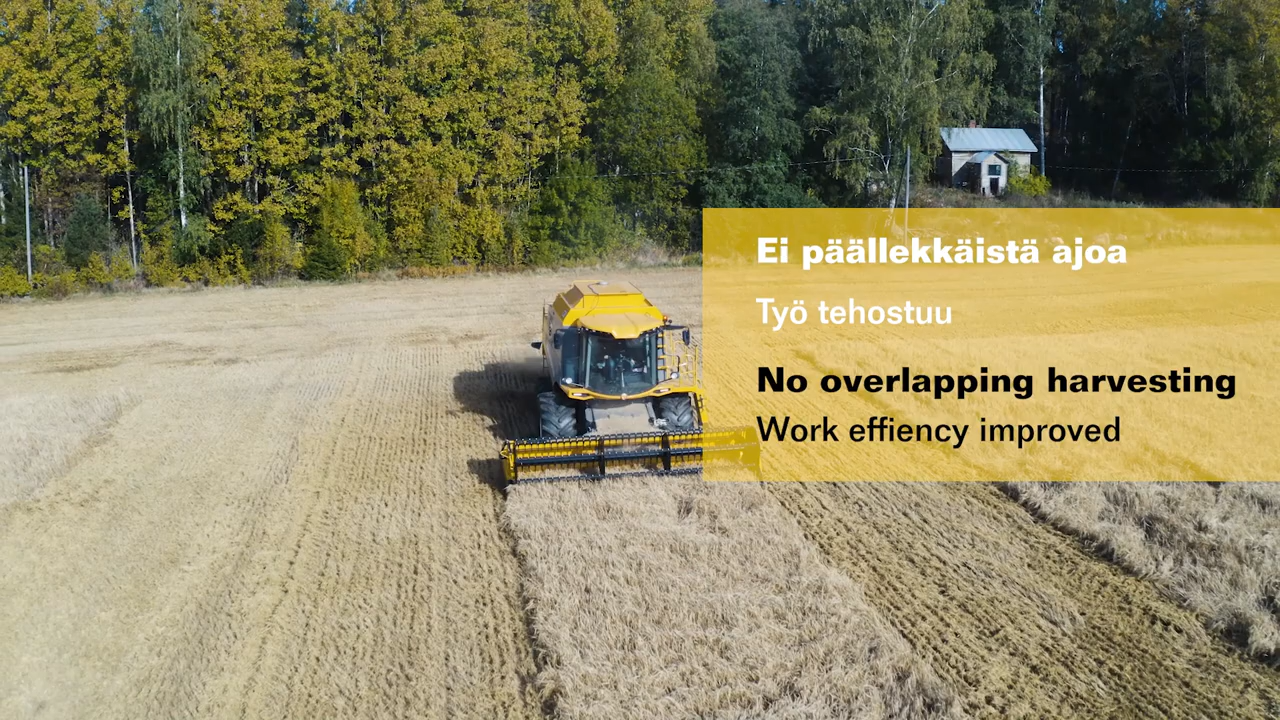 Ei päällekkäistä ajoa
Työ tehostuu
No overlapping harvesting
Work effiency improved